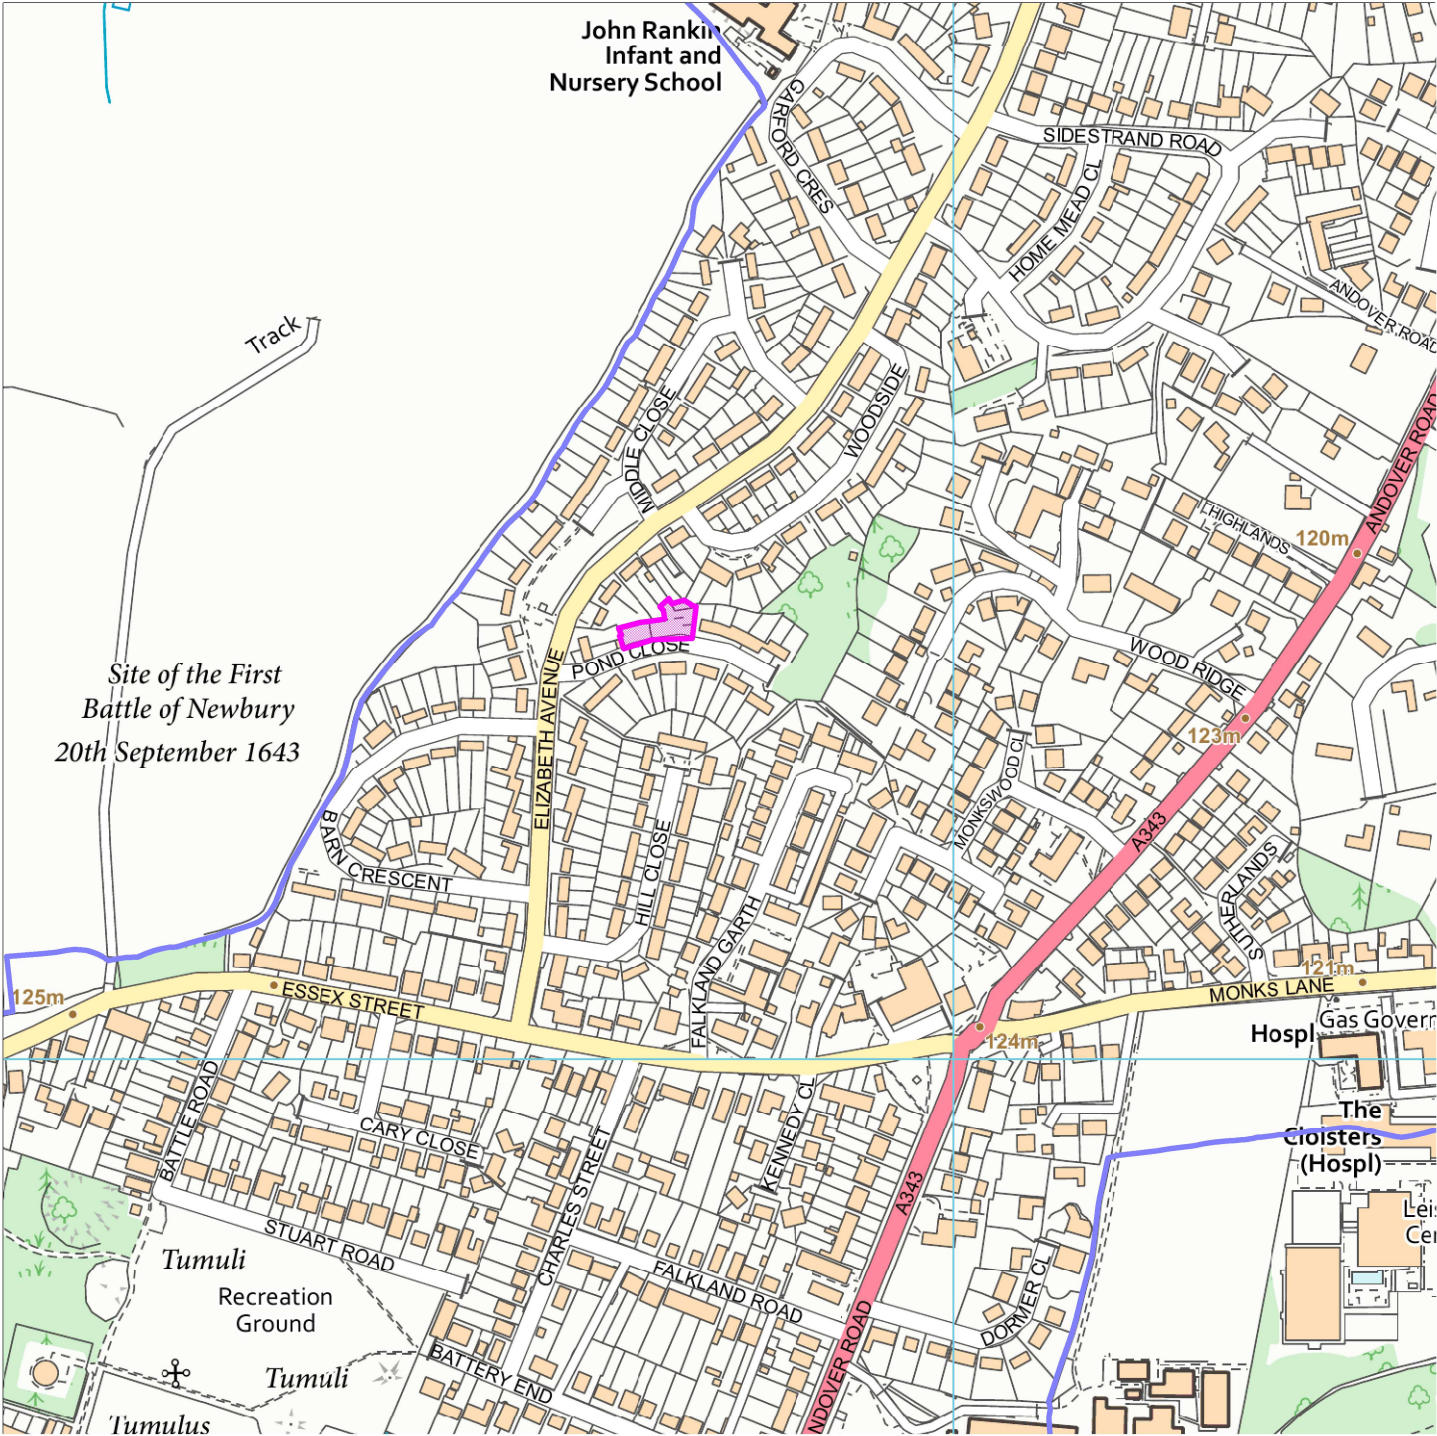 John Rankin
Infant and
Nursery School
GARFORD CRES
SIDESTRAND ROAD
HOME MEAD CL
ANDOVER ROAD
Track
MIDDLE CLOSE
WOODSIDE
ANDOVER ROAD
HIGHLANDS
120m
Site of the First
Battle of Newbury
20th September 1643
POND CLOSE
ELIZABETH AVENUE
WOOD RIDGE
123m
MONKSWOOD CL
A343
BARN CRESCENT
HILL CLOSE
FALKLAND GARTH
SUTHERLANDS
125m
ESSEX STREET
121m
MONKS LANE
124m
Gas Govern
Hospl
The
Cloisters
(Hospl)
BATTLE ROAD
CARY CLOSE
KENNEDY CL
CHARLES STREET
A343
Leis
Cen
STUART ROAD
Tumuli
Recreation
Ground
FALKLAND ROAD
DORMER CL
Tumuli
BATTERY END
NDOVER ROAD
Tumulus